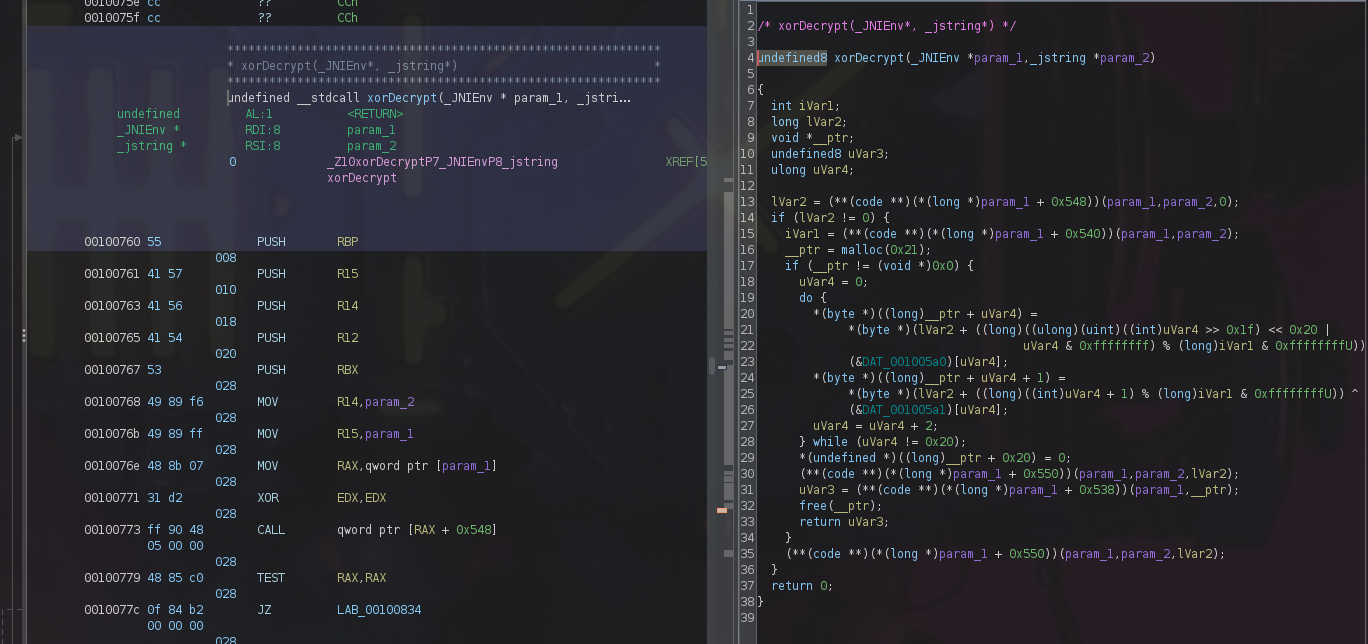 0010075e cc ?? CCh
0010075f cc ?? CCh
**************************************************************
* xorDecrypt(_JNIEnv*, _jstring*) *
**************************************************************
undefined __stdcall xorDecrypt(_JNIEnv * param_1, _jstri...
undefined AL:1 <RETURN>
_JNIEnv * RDI:8 param_1
_jstring * RSI:8 param_2
0 _Z10xorDecryptP7_JNIEnvP8_jstring XREF[5
xorDecrypt
00100760 55 PUSH RBP
008
00100761 41 57 PUSH R15
010
00100763 41 56 PUSH R14
018
00100765 41 54 PUSH R12
020
00100767 53 PUSH RBX
028
00100768 49 89 f6 MOV R14,param_2
028
0010076b 49 89 ff MOV R15,param_1
028
0010076e 48 8b 07 MOV RAX,qword ptr [param_1]
028
00100771 31 d2 XOR EDX,EDX
028
00100773 ff 90 48 CALL qword ptr [RAX + 0x548]
05 00 00
028
00100779 48 85 c0 TEST RAX,RAX
028
0010077c 0f 84 b2 JZ LAB_00100834
00 00 00
028
1
2 /* xorDecrypt(_JNIEnv*, _jstring*) */
3
4 undefined8 xorDecrypt(_JNIEnv *param_1,_jstring *param_2)
5
6 {
7 int iVar1;
8 long lVar2;
9 void *__ptr;
10 undefined8 uVar3;
11 ulong uVar4;
12
13 lVar2 = (**(code **)(*(long *)param_1 + 0x548))(param_1,param_2,0);
14 if (lVar2 != 0) {
15 iVar1 = (**(code **)(*(long *)param_1 + 0x540))(param_1,param_2);
16 __ptr = malloc(0x21);
17 if (__ptr != (void *)0x0) {
18 uVar4 = 0;
19 do {
20 *(byte *)((long)__ptr + uVar4) =
21 *(byte *)(lVar2 + ((long)((ulong)(uint)((int)uVar4 >> 0x1f) << 0x20 |
22 uVar4 & 0xffffffff) % (long)iVar1 & 0xffffffffU))
23 (&DAT_001005a0)[uVar4];
24 *(byte *)((long)__ptr + uVar4 + 1) =
25 *(byte *)(lVar2 + ((long)((int)uVar4 + 1) % (long)iVar1 & 0xffffffffU)) ^
26 (&DAT_001005a1)[uVar4];
27 uVar4 = uVar4 + 2;
28 } while (uVar4 != 0x20);
29 *(undefined *)((long)__ptr + 0x20) = 0;
30 (**(code **)(*(long *)param_1 + 0x550))(param_1,param_2,lVar2);
31 uVar3 = (**(code **)(*(long *)param_1 + 0x538))(param_1,__ptr);
32 free(__ptr);
33 return uVar3;
34 }
35 (**(code **)(*(long *)param_1 + 0x550))(param_1,param_2,lVar2);
36 }
37 return 0;
38 }
39